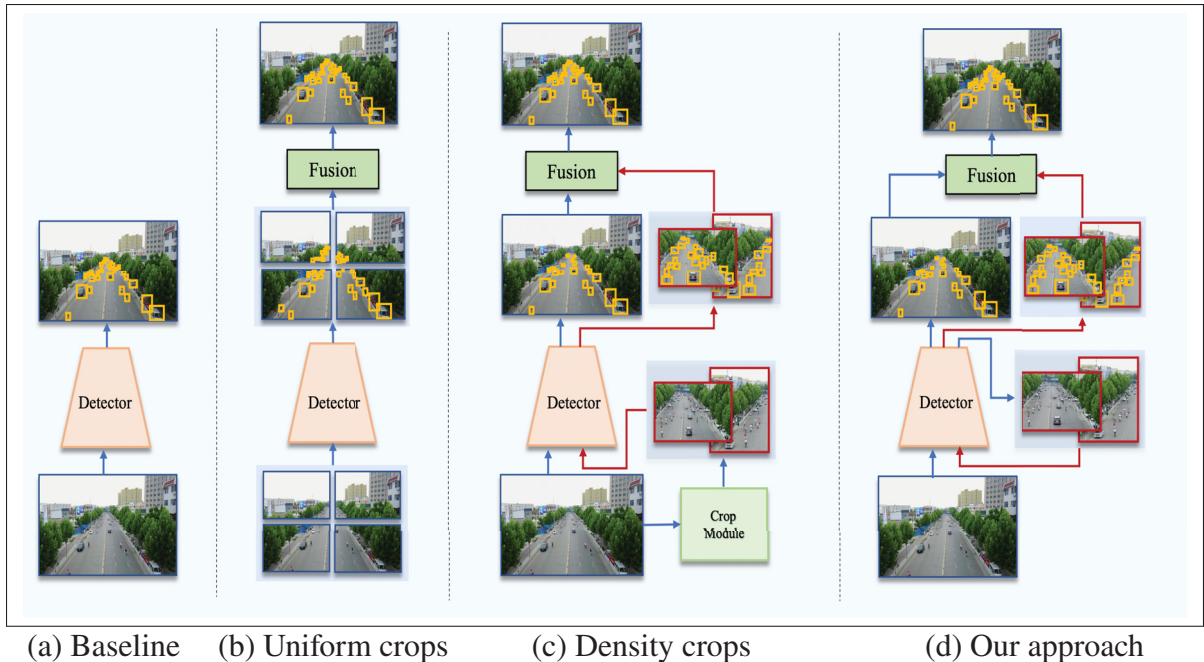 Fusion
Detector
Detector
Fusion
Detector
Crop
Module
Fusion
Detector
(a) Baseline
(b) Uniform crops
(c) Density crops
(d) Our approach